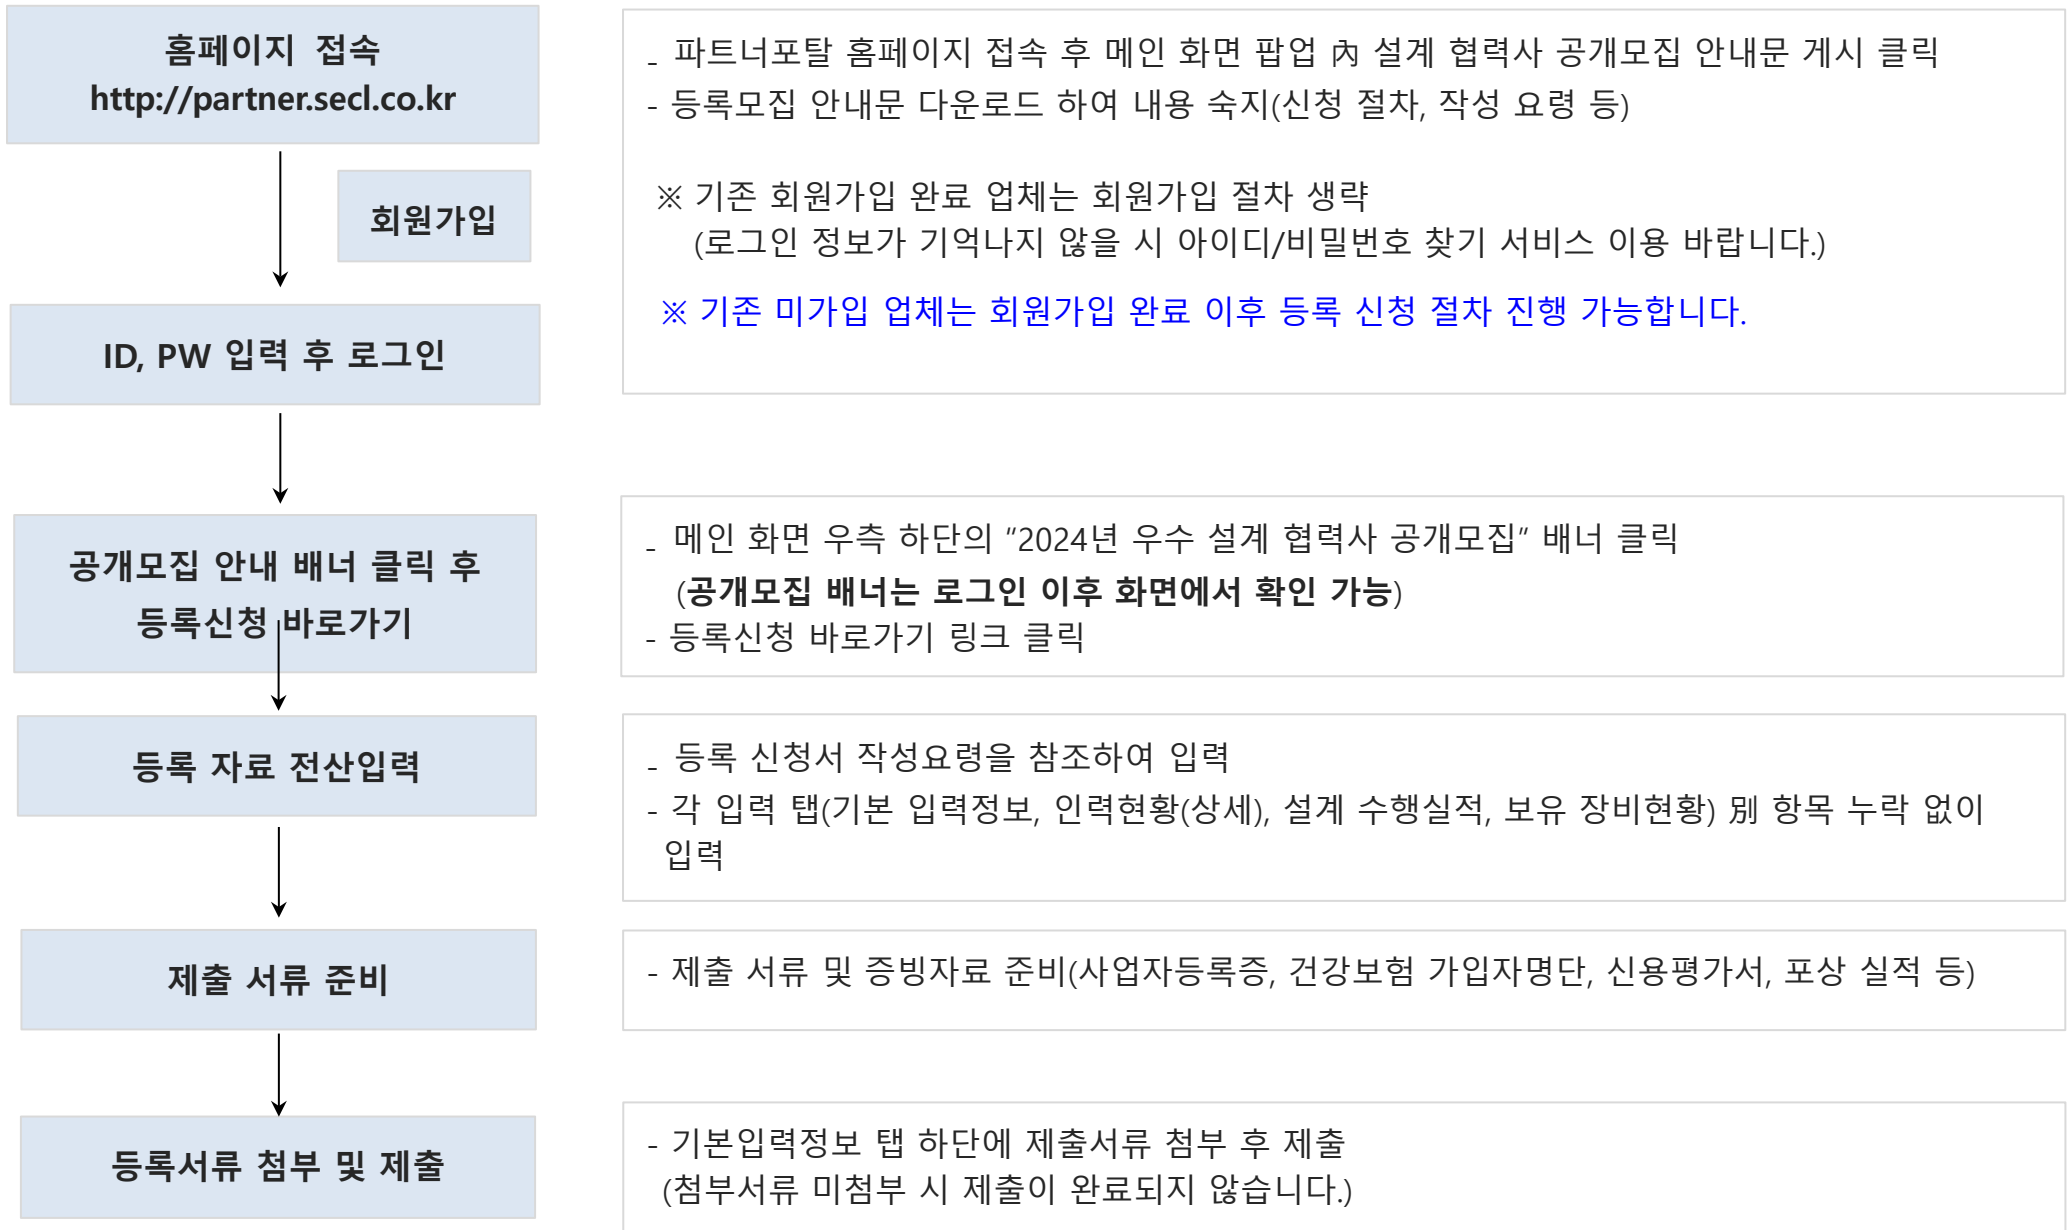 홈페이지 접속
http://partner.secl.co.kr
- 파트너포탈 홈페이지 접속 후 메인 화면 팝업 內 설계 협력사 공개모집 안내문 게시 클릭
- 등록모집 안내문 다운로드 하여 내용 숙지(신청 절차, 작성 요령 등)
회원가입
※ 기존 회원가입 완료 업체는 회원가입 절차 생략
(로그인 정보가 기억나지 않을 시 아이디/비밀번호 찾기 서비스 이용 바랍니다.)
※ 기존 미가입 업체는 회원가입 완료 이후 등록 신청 절차 진행 가능합니다.
ID, PW 입력 후 로그인
공개모집 안내 배너 클릭 후
등록신청 바로가기
- 메인 화면 우측 하단의 “2024년 우수 설계 협력사 공개모집” 배너 클릭
(공개모집 배너는 로그인 이후 화면에서 확인 가능)
- 등록신청 바로가기 링크 클릭
등록 자료 전산입력
- 등록 신청서 작성요령을 참조하여 입력
- 각 입력 탭(기본 입력정보, 인력현황(상세), 설계 수행실적, 보유 장비현황) 別 항목 누락 없이
입력
제출 서류 준비
- 제출 서류 및 증빙자료 준비(사업자등록증, 건강보험 가입자명단, 신용평가서, 포상 실적 등)
등록서류 첨부 및 제출
- 기본입력정보 탭 하단에 제출서류 첨부 후 제출
(첨부서류 미첨부 시 제출이 완료되지 않습니다.)